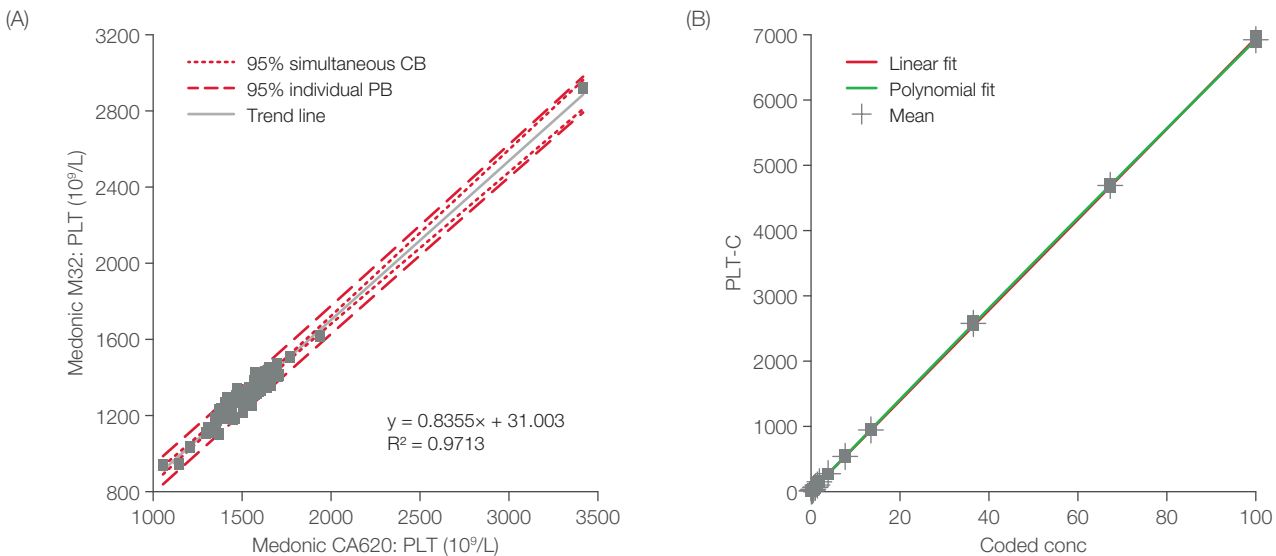 (A)
3200
2800
2400
2000
1600
1200
800
Medonic M32: PLT (10⁹/L)
95% simultaneous CB
95% individual PB
Trend line
y = 0.8355× + 31.003
R² = 0.9713
1000 1500 2000 2500 3000 3500
Medonic CA620: PLT (10⁹/L)
(B)
7000
6000
5000
4000
3000
2000
1000
0
PLT-C
Linear fit
Polynomial fit
Mean
0 20 40 60 80 100
Coded conc